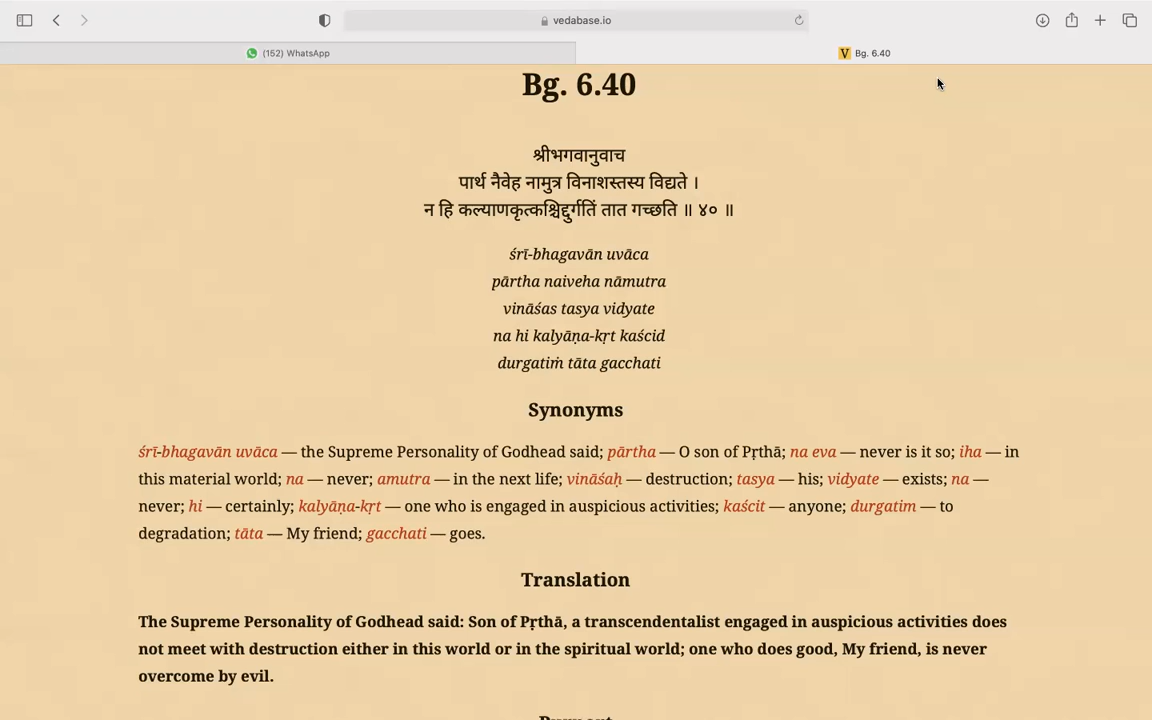 vedabase.io
(152) WhatsApp
V Bg. 6.40
Bg. 6.40
श्रीभगवानुवाच
पार्थ नैवेह नामुत्र विनाशस्तस्य विद्यते ।
न हि कल्याणकृत्कश्चिद्दुर्गतिं तात गच्छति ॥ ४० ॥
śrī-bhagavān uvāca
pārtha naiveha nāmutra
vināśas tasya vidyate
na hi kalyāṇa-kṛt kaścid
durgatiṁ tāta gacchati
Synonyms
śrī-bhagavān uvāca — the Supreme Personality of Godhead said; pārtha — O son of Pṛthā; na eva — never is it so; iha — in
this material world; na — never; amutra — in the next life; vināśaḥ — destruction; tasya — his; vidyate — exists; na —
never; hi — certainly; kalyāṇa-kṛt — one who is engaged in auspicious activities; kaścit — anyone; durgatim — to
degradation; tāta — My friend; gacchati — goes.
Translation
The Supreme Personality of Godhead said: Son of Pṛthā, a transcendentalist engaged in auspicious activities does
not meet with destruction either in this world or in the spiritual world; one who does good, My friend, is never
overcome by evil.